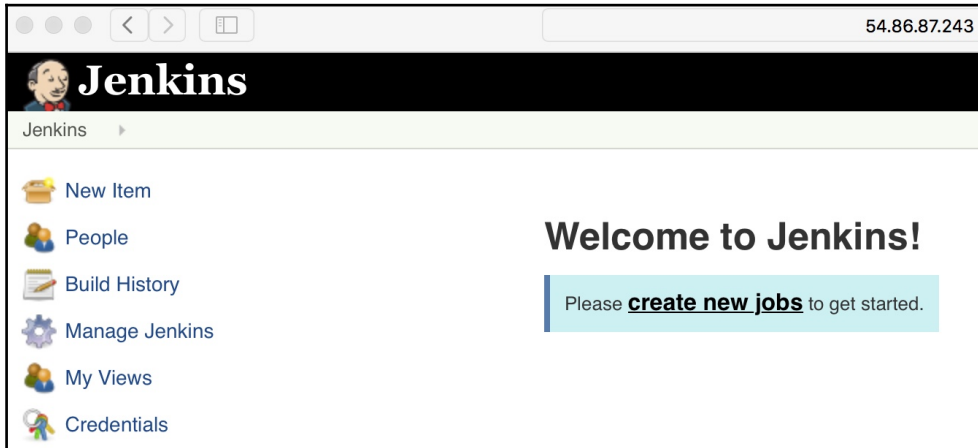 54.86.87.243
Jenkins
Jenkins
New Item
People
Build History
Manage Jenkins
My Views
Credentials
Welcome to Jenkins!
Please create new jobs to get started.